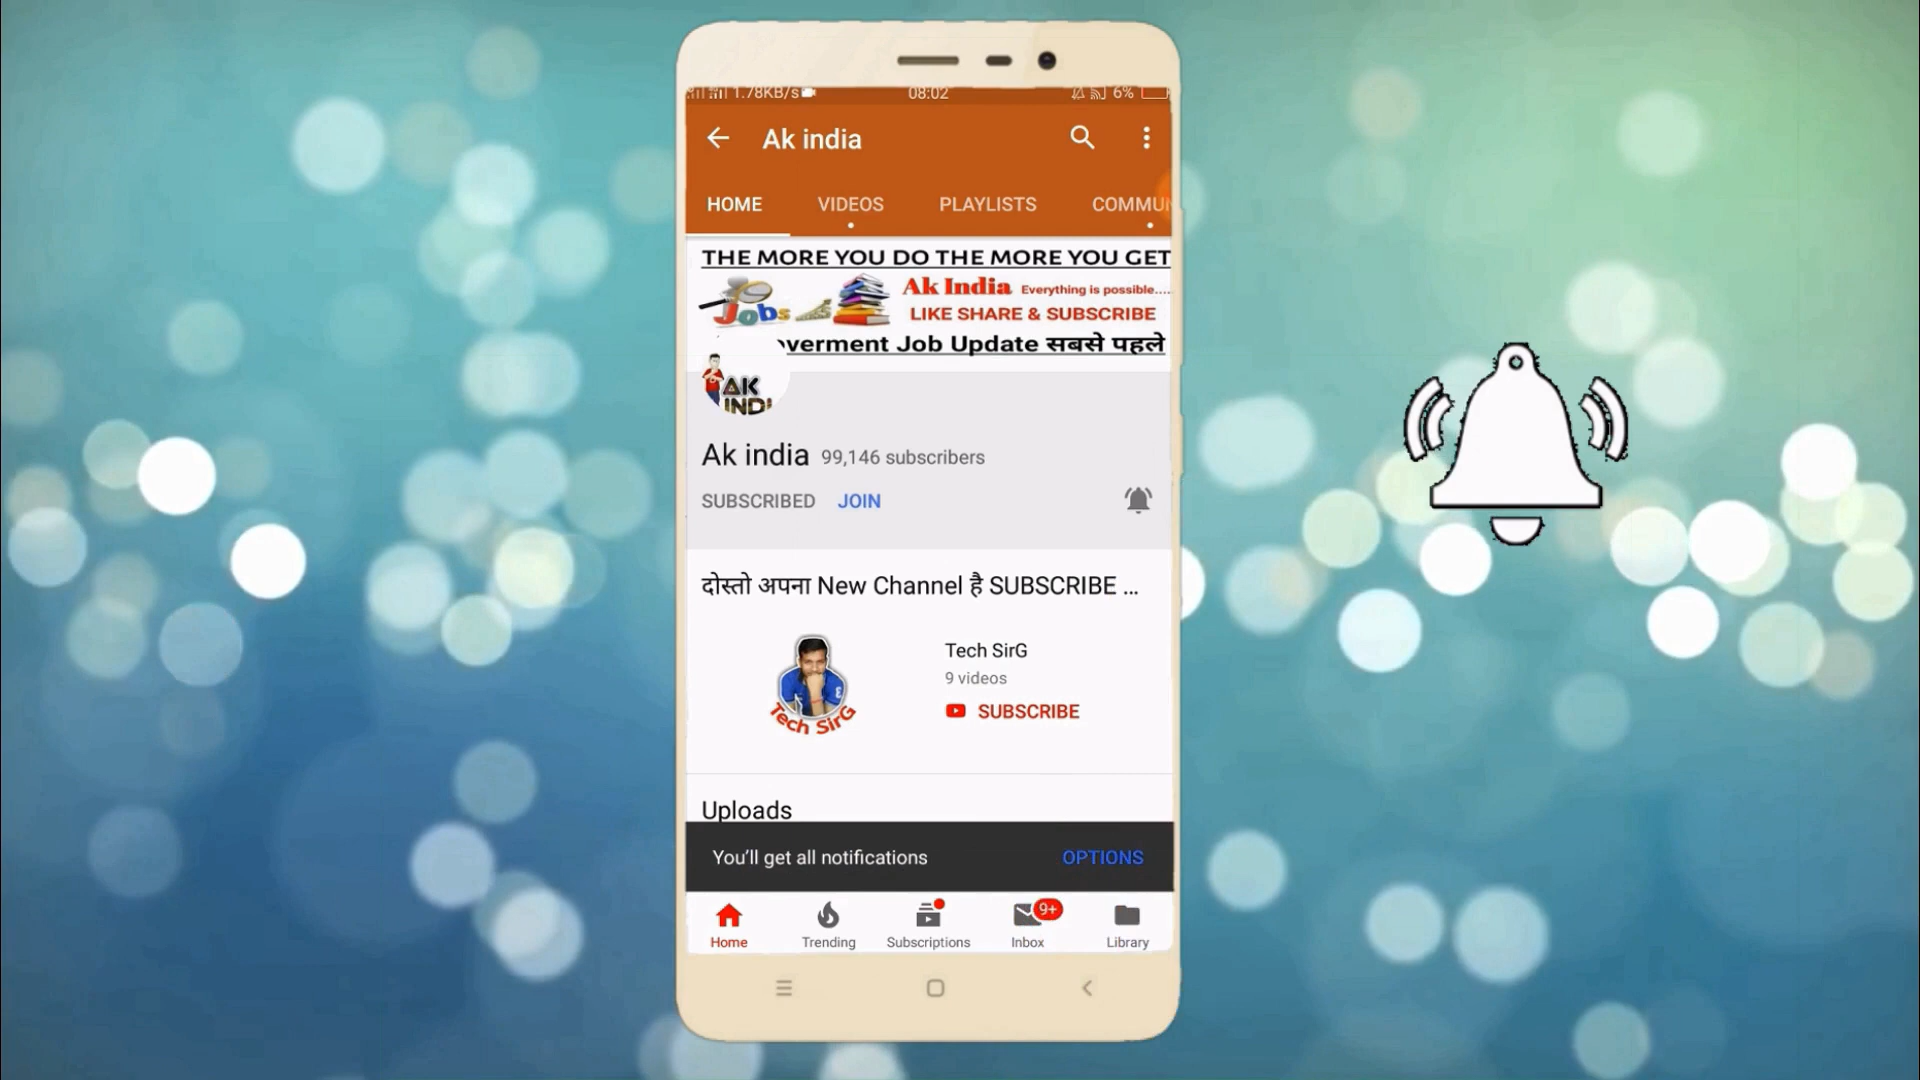 1.78KB/s 08:02 6%
Ak india
HOME VIDEOS PLAYLISTS COMMU
THE MORE YOU DO THE MORE YOU GET
Jobs Ak India Everything is possible....
LIKE SHARE & SUBSCRIBE
verment Job Update सबसे पहले
AK
INDI
Ak india 99,146 subscribers
SUBSCRIBED JOIN
दोस्तो अपना New Channel है SUBSCRIBE ...
Tech SirG
9 videos
SUBSCRIBE
Tech SirG
Uploads
You'll get all notifications OPTIONS
9+
Home Trending Subscriptions Inbox Library